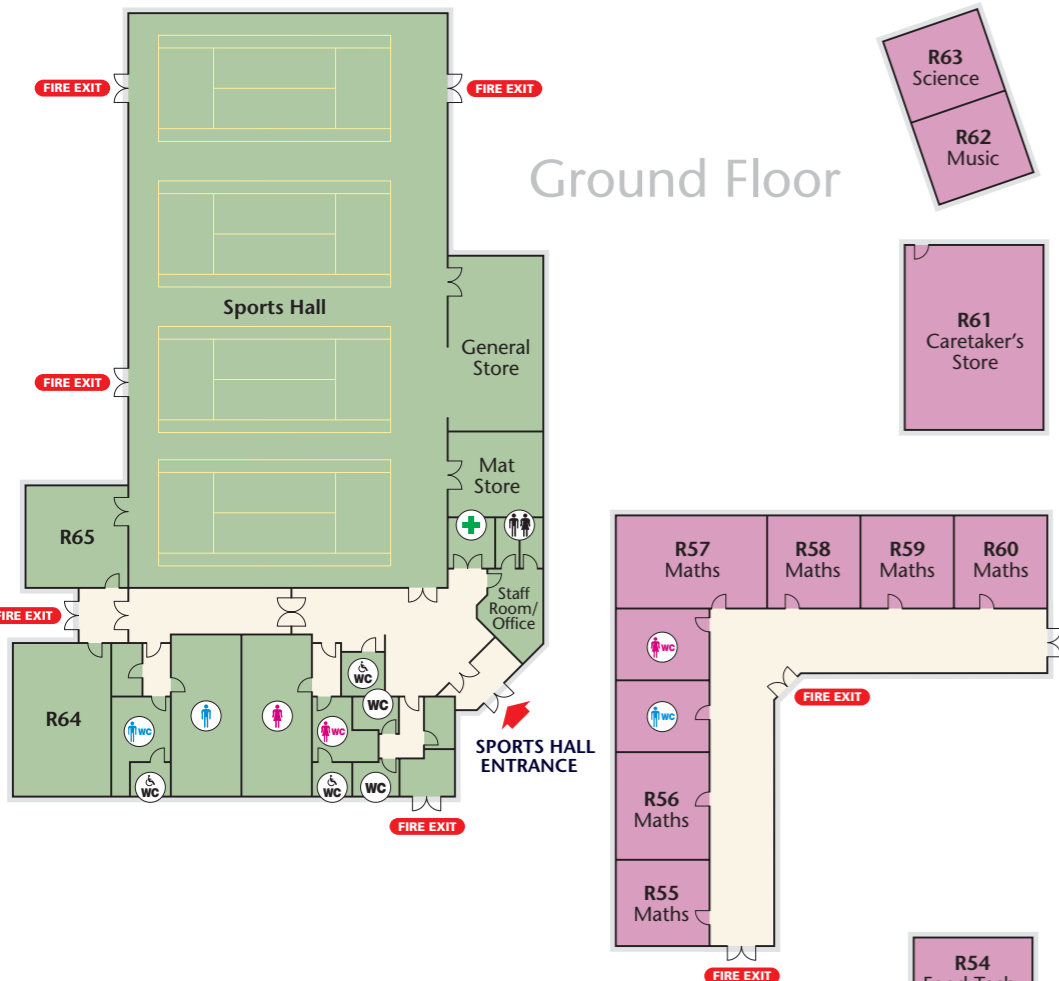 FIRE EXIT
FIRE EXIT
R63
Science
R62
Music
Ground Floor
Sports Hall
General
Store
R61
Caretaker's
Store
FIRE EXIT
Mat
Store
R65
R57
Maths
R58
Maths
R59
Maths
R60
Maths
Staff
Room/
Office
FIRE EXIT
WC
WC
WC
R64
WC
WC
WC
FIRE EXIT
SPORTS HALL
ENTRANCE
WC
WC
WC
R56
Maths
FIRE EXIT
R55
Maths
FIRE EXIT
R54
Food Tech